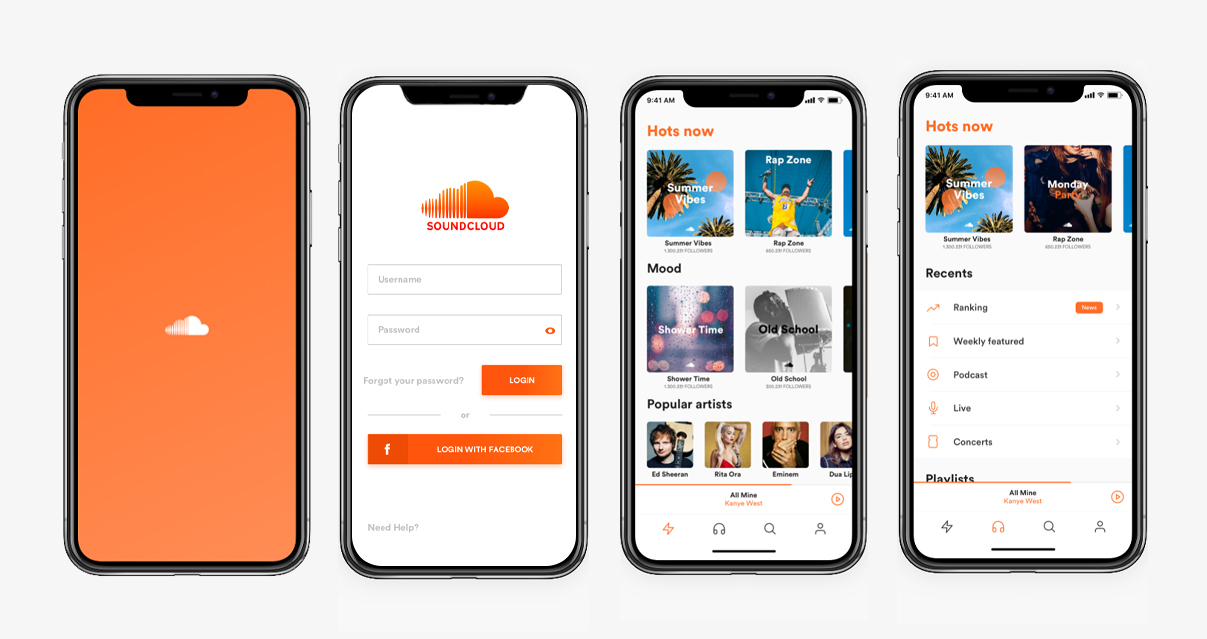 SOUNDCLOUD
Username
Password
Forgot your password?
LOGIN
or
f
LOGIN WITH FACEBOOK
Need Help?
9:41 AM
Hots now
Summer
Vibes
Rap Zone
Summer Vibes
1.300.231 FOLLOWERS
Rap Zone
650.231 FOLLOWERS
Mood
Shower Time
Old School
Shower Time
1.300.231 FOLLOWERS
Old School
300.231 FOLLOWERS
Popular artists
Ed Sheeran
Rita Ora
Eminem
Dua Lip
All Mine
Kanye West
9:41 AM
Hots now
Summer
Vibes
Monday
Party
Summer Vibes
1.300.231 FOLLOWERS
Rap Zone
650.231 FOLLOWERS
Recents
Ranking
News
Weekly featured
Podcast
Live
Concerts
Playlists
All Mine
Kanye West